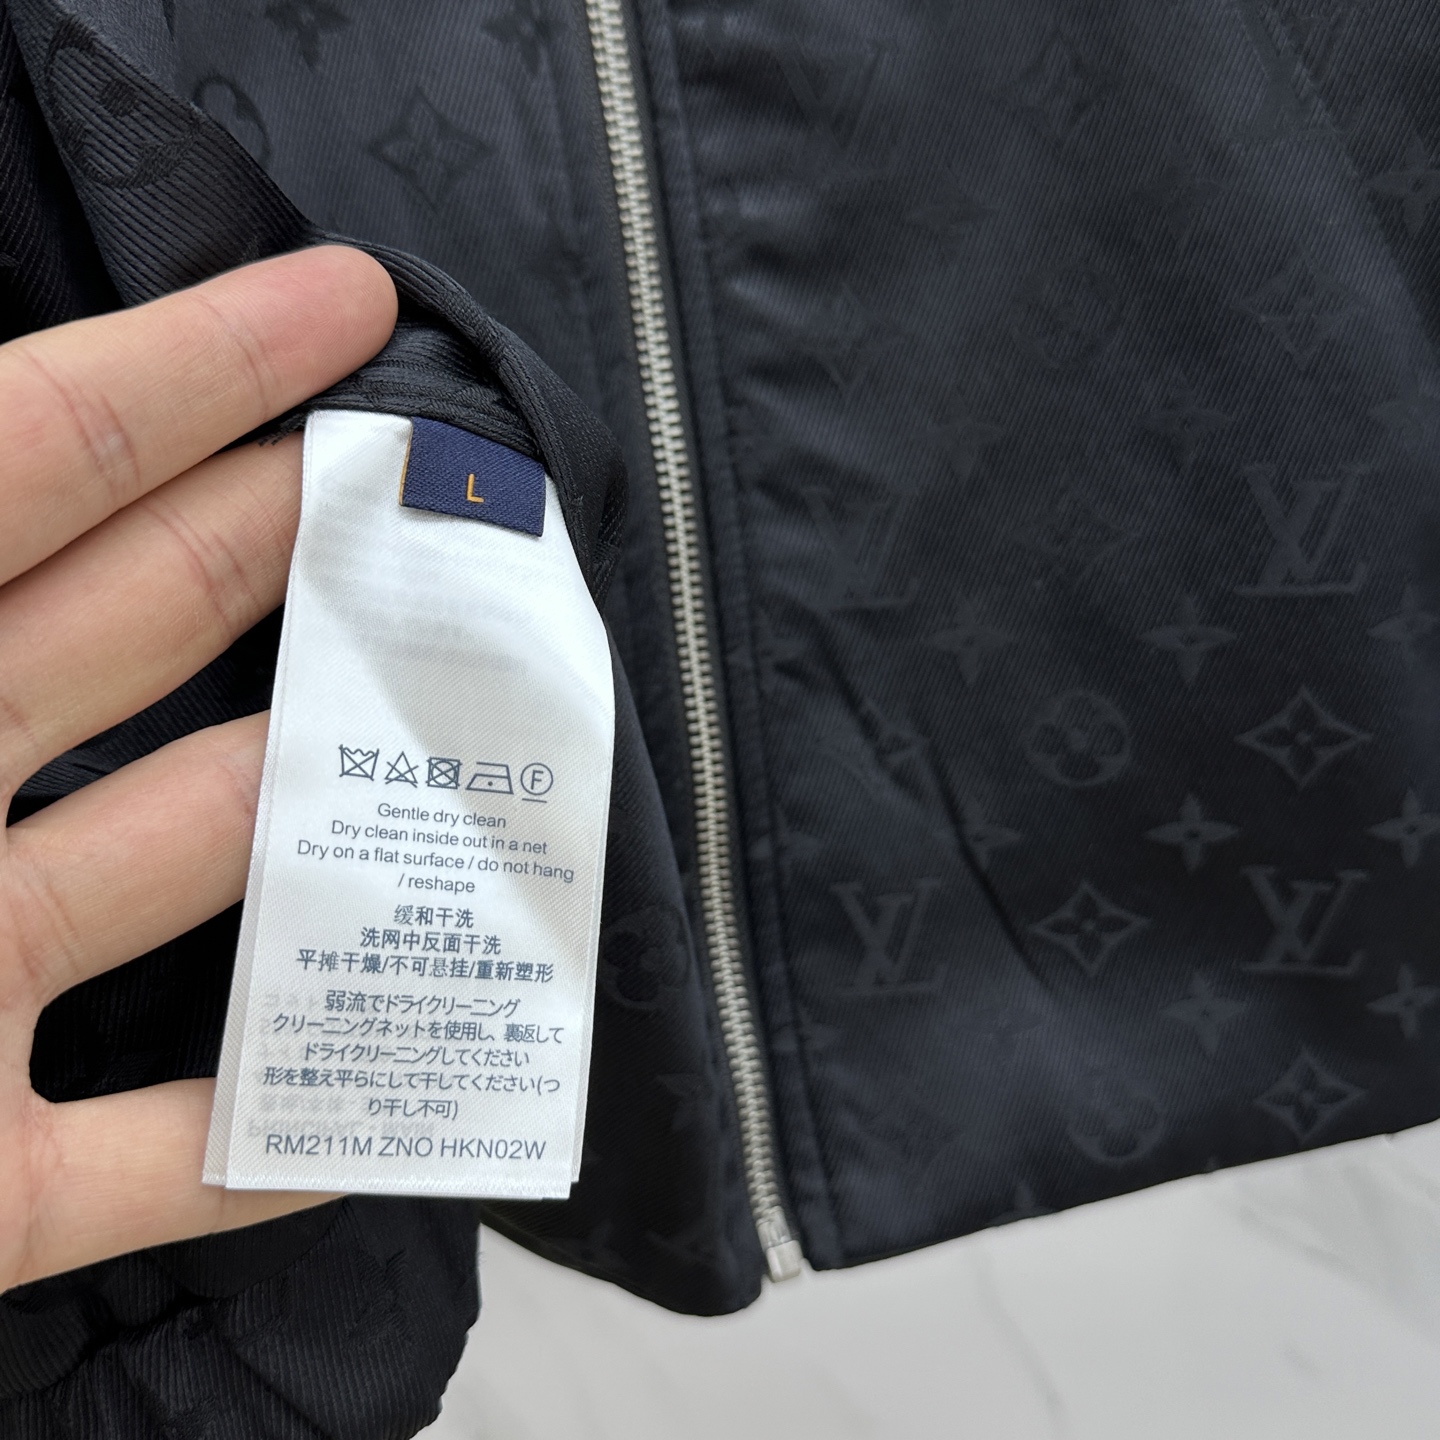 L
Gentle dry clean
Dry clean inside out in a net
Dry on a flat surface / do not hang
/ reshape
缓和干洗
洗网中反面干洗
平摊干燥/不可悬挂/重新塑形
弱流でドライクリーニング
クリーニングネットを使用し、裏返して
ドライクリーニングしてください
形を整え平らにして干してください(つ
り干し不可)
RM211M ZNO HKN02W
F
LV
LV
LV
LV